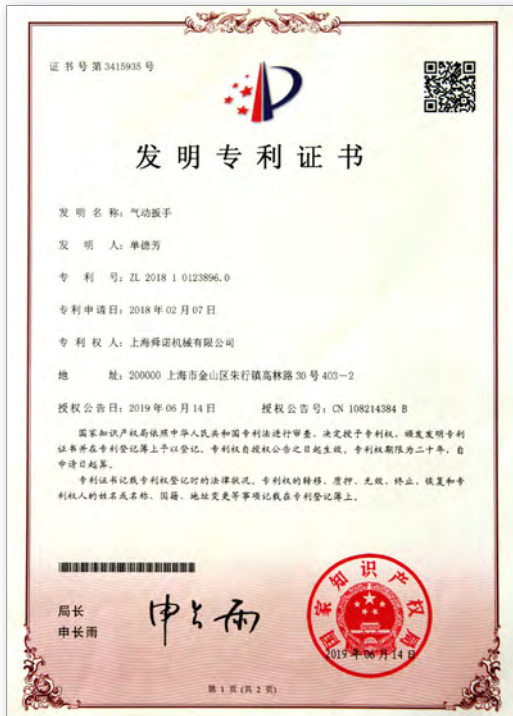 证书号第3415935号
发明专利证书
发明名称：气动扳手
发明人：单德芳
专利号：ZL 2018 1 0123896.0
专利申请日：2018年02月07日
专利权人：上海舜诺机械有限公司
地址：200000 上海市金山区朱行镇高林路30号403-2
授权公告日：2019年06月14日 授权公告号：CN 108214384 B
国家知识产权局依照中华人民共和国专利法进行审查，决定授予专利权，颁发发明专利
证书并在专利登记簿上予以登记。专利权自授权公告之日起生效。专利权期限为二十年，自
申请日起算。
专利证书记载专利权登记时的法律状况。专利权的转移、质押、无效、终止、恢复和专
利权人的姓名或名称、国籍、地址变更等事项记载在专利登记簿上。
局长
申长雨
申长雨
国家知识产权局
2019年06月14日
第1页(共2页)